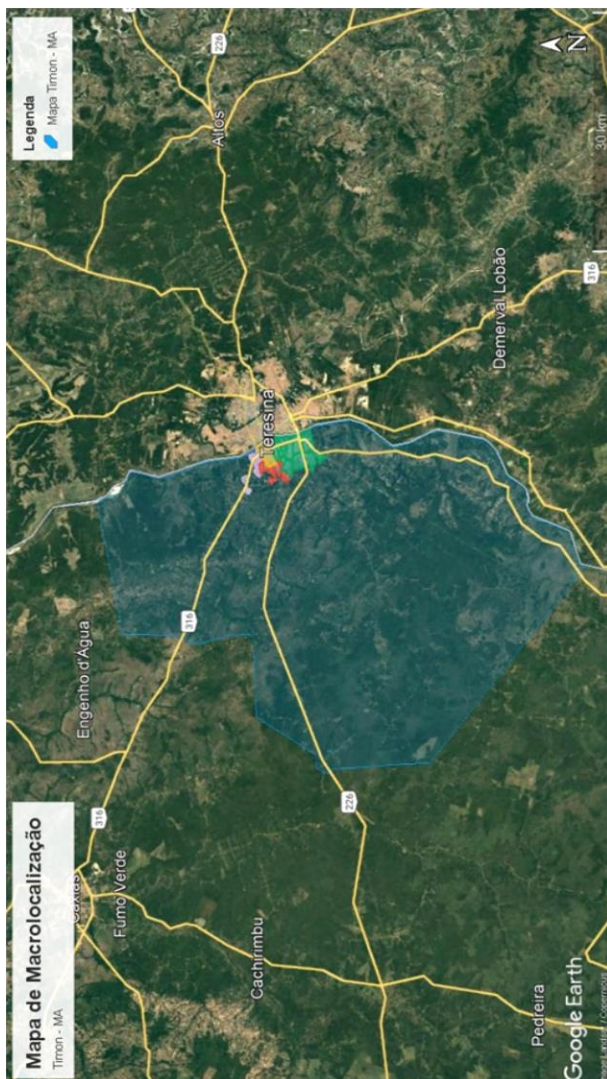 Mapa de Macrolocalização
Timon - MA
Legenda
Mapa Timon - MA
226
Altos
Engenho d'Água
316
316
Caxias
Fumo Verde
Teresina
Demerval Lobão
316
226
Cachirimbu
Pedreira
Google Earth
N
30 km